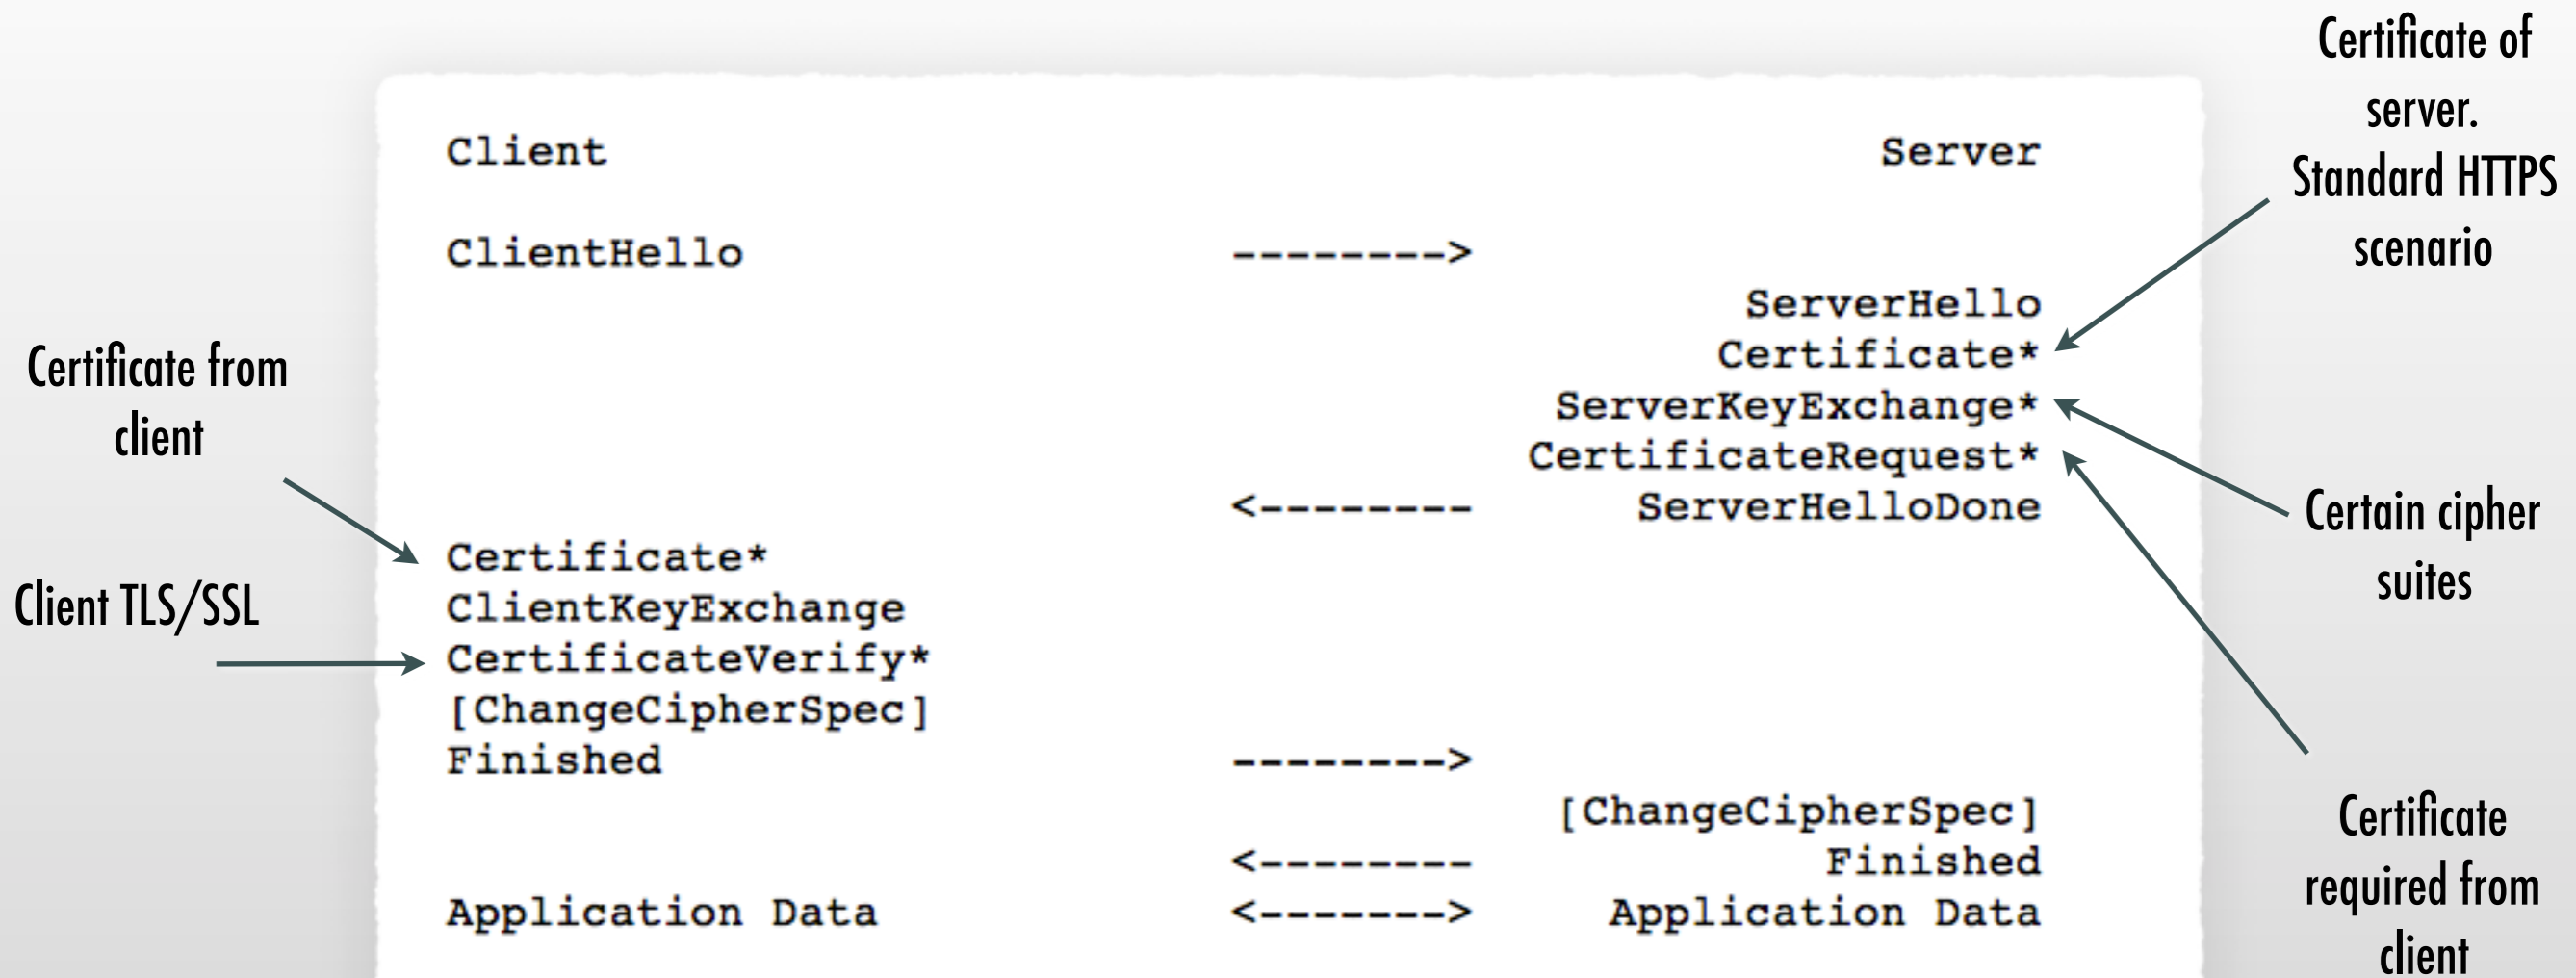 Certificate of
server.
Standard HTTPS
scenario
Client Server
ClientHello -------->
ServerHello
Certificate*
ServerKeyExchange*
CertificateRequest*
<-------- ServerHelloDone
Certificate from
client
Certificate*
Client TLS/SSL
ClientKeyExchange
CertificateVerify*
[ChangeCipherSpec]
Finished -------->
Certain cipher
suites
[ChangeCipherSpec]
<-------- Finished
Application Data <-------> Application Data
Certificate
required from
client